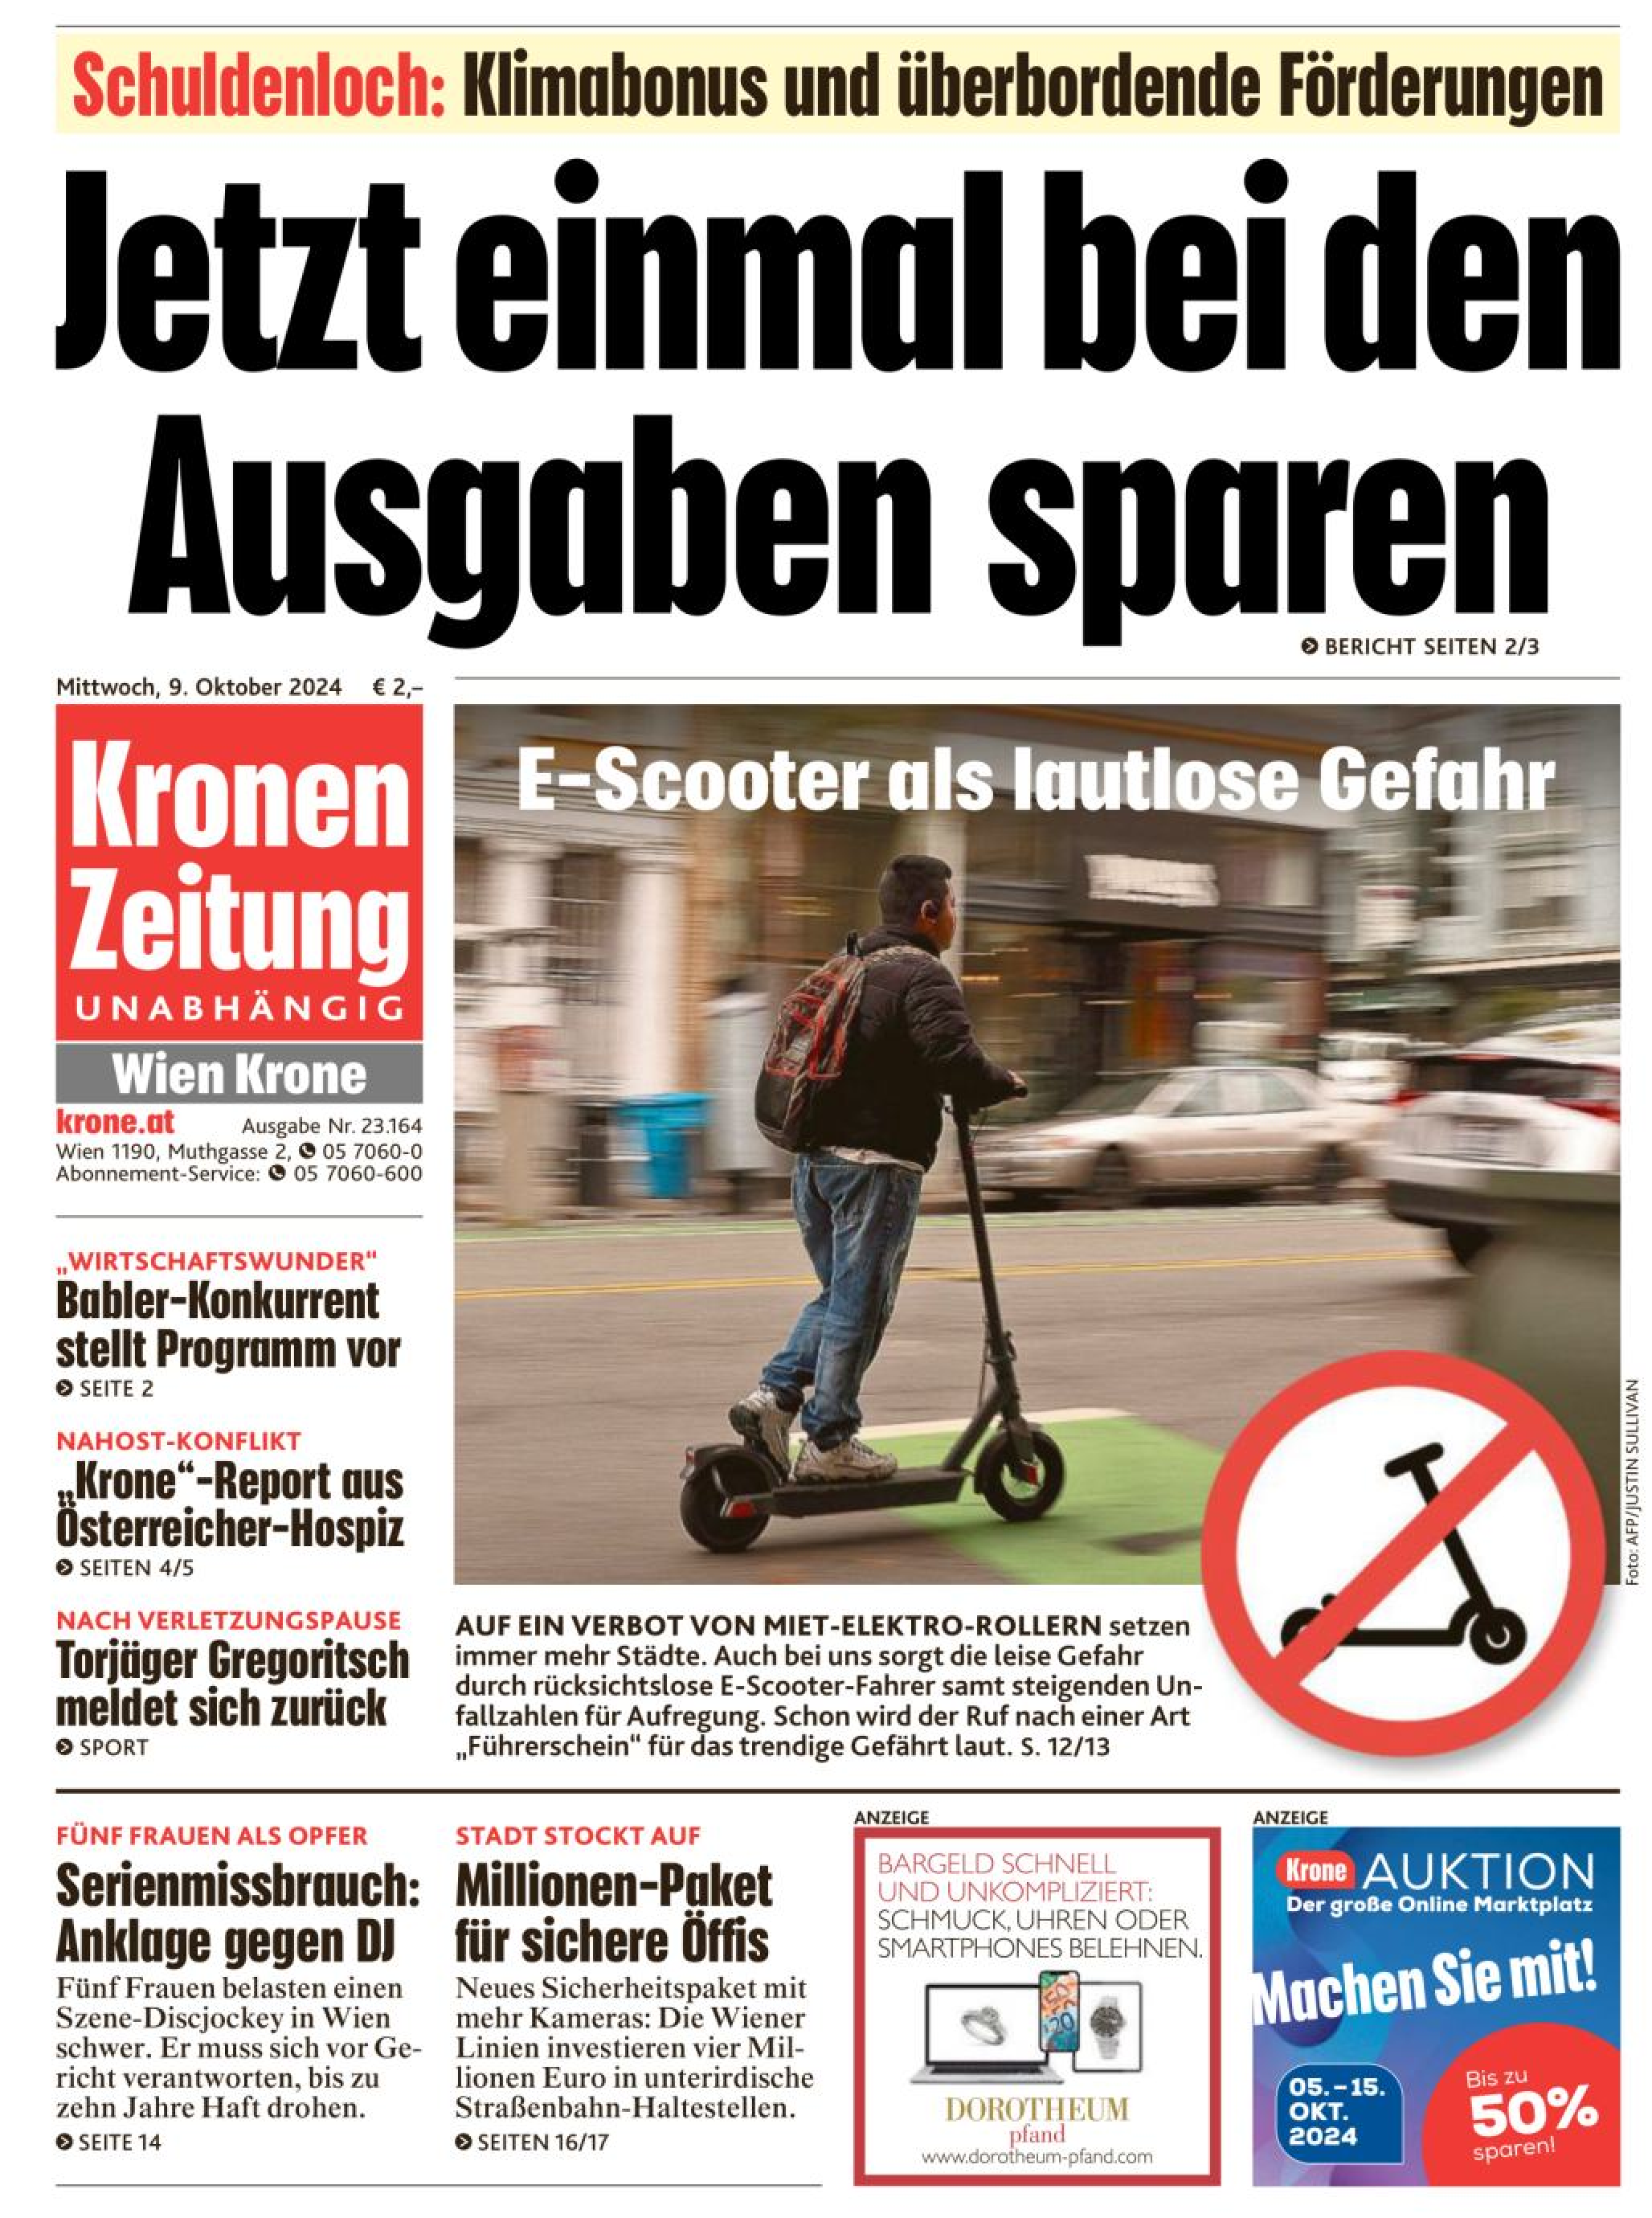 Schuldenloch: Klimabonus und überbordende Förderungen
Jetzt einmal bei den
Ausgaben sparen
BERICHT SEITEN 2/3
Mittwoch, 9. Oktober 2024 € 2,–
Kronen
Zeitung
UNABHÄNGIG
Wien Krone
krone.at Ausgabe Nr. 23.164
Wien 1190, Muthgasse 2, 05 7060-0
Abonnement-Service: 05 7060-600
„WIRTSCHAFTSWUNDER"
Babler-Konkurrent
stellt Programm vor
SEITE 2
NAHOST-KONFLIKT
„Krone“-Report aus
Österreicher-Hospiz
SEITEN 4/5
NACH VERLETZUNGSPAUSE
Torjäger Gregoritsch
meldet sich zurück
SPORT
E-Scooter als lautlose Gefahr
Foto: AFP/JUSTIN SULLIVAN
AUF EIN VERBOT VON MIET-ELEKTRO-ROLLERN setzen
immer mehr Städte. Auch bei uns sorgt die leise Gefahr
durch rücksichtslose E-Scooter-Fahrer samt steigenden Un-
fallzahlen für Aufregung. Schon wird der Ruf nach einer Art
„Führerschein“ für das trendige Gefährt laut. S. 12/13
FÜNF FRAUEN ALS OPFER
Serienmissbrauch:
Anklage gegen DJ
Fünf Frauen belasten einen
Szene-Discjockey in Wien
schwer. Er muss sich vor Ge-
richt verantworten, bis zu
zehn Jahre Haft drohen.
SEITE 14
STADT STOCKT AUF
Millionen-Paket
für sichere Öffis
Neues Sicherheitspaket mit
mehr Kameras: Die Wiener
Linien investieren vier Mil-
lionen Euro in unterirdische
Straßenbahn-Haltestellen.
SEITEN 16/17
ANZEIGE
BARGELD SCHNELL
UND UNKOMPLIZIERT:
SCHMUCK, UHREN ODER
SMARTPHONES BELEHNEN.
DOROTHEUM
pfand
www.dorotheum-pfand.com
ANZEIGE
Krone AUKTION
Der große Online Marktplatz
Machen Sie mit!
05.–15.
OKT.
2024
Bis zu
50%
sparen!